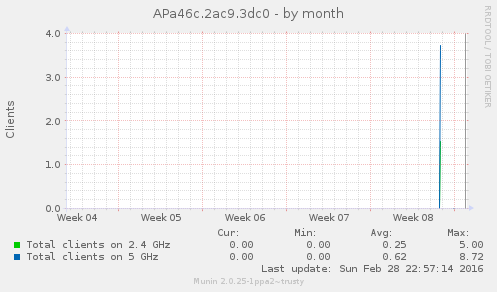 APa46c.2ac9.3dc0 - by month
RRDTOOL / TOBI OETIKER
Clients
4.0
3.0
2.0
1.0
0.0
Week 04 Week 05 Week 06 Week 07 Week 08
Cur: Min: Avg: Max:
Total clients on 2.4 GHz 0.00 0.00 0.25 5.00
Total clients on 5 GHz 0.00 0.00 0.62 8.72
Last update: Sun Feb 28 22:57:14 2016
Munin 2.0.25-1ppa2~trusty